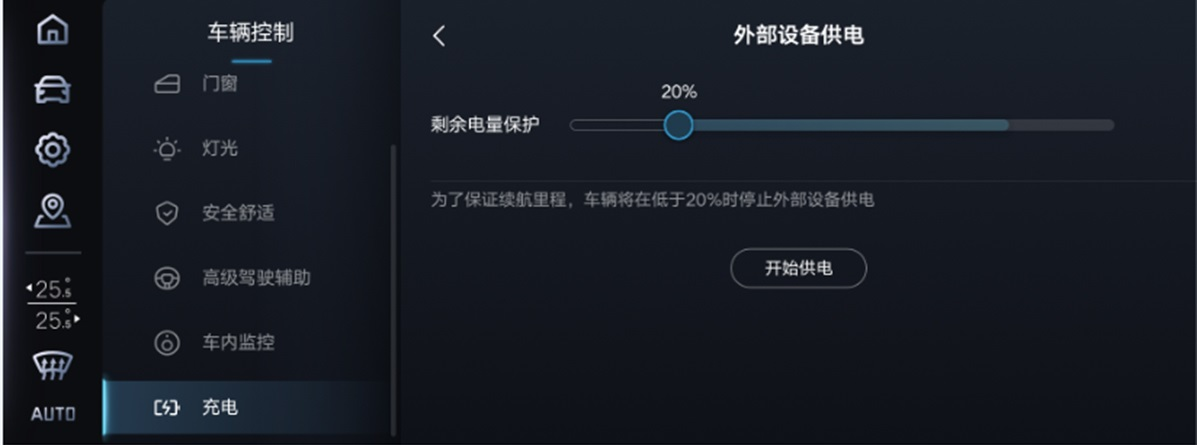 车辆控制
门窗
灯光
安全舒适
高级驾驶辅助
车内监控
充电
25.5°
25.5°
AUTO
外部设备供电
20%
剩余电量保护
为了保证续航里程，车辆将在低于20%时停止外部设备供电
开始供电